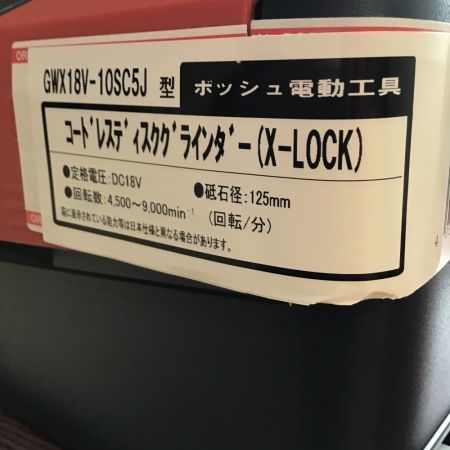 GWX18V-10SC5J 型 ボッシュ電動工具
コードレスディスクグラインダー(X-LOCK)
●定格電圧:DC18V ●砥石径:125mm
●回転数:4,500～9,000min⁻¹ (回転/分)
箱に表示されている能力等は日本仕様と異なる場合があります。